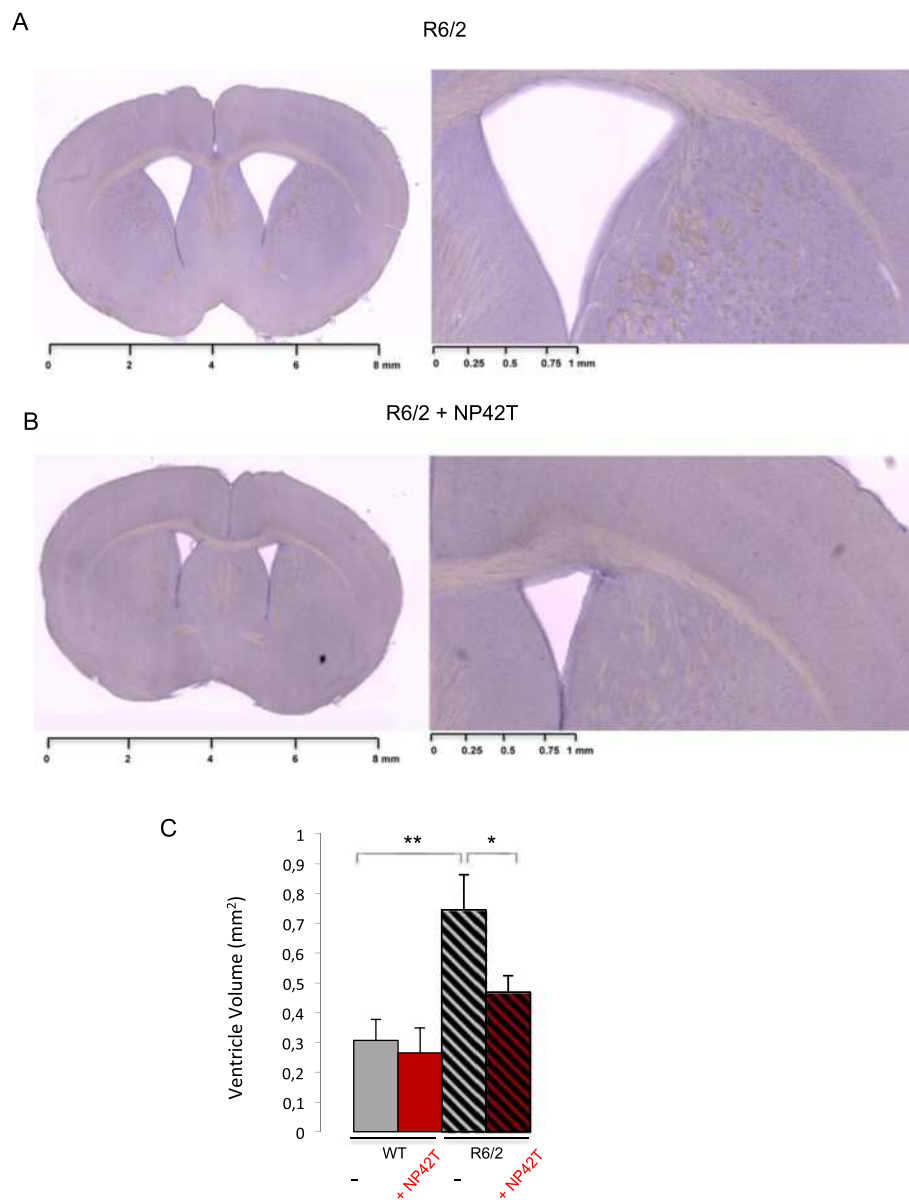 A
R6/2
0 2 4 6 8 mm
0 0.25 0.5 0.75 1 mm
B
R6/2 + NP42T
0 2 4 6 8 mm
0 0.25 0.5 0.75 1 mm
C
Ventricle Volume (mm²)
1
0,9
0,8
0,7
0,6
0,5
0,4
0,3
0,2
0,1
0
** *
WT R6/2
- + NP42T - + NP42T